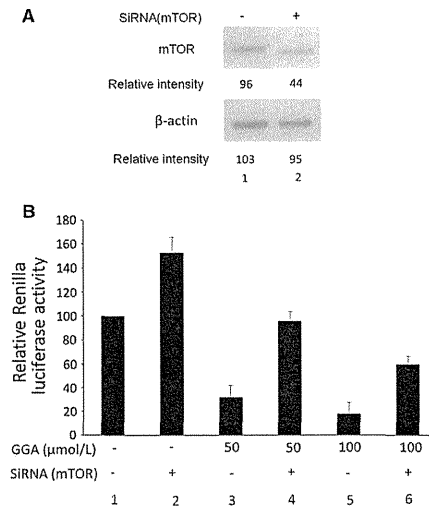 A
SiRNA(mTOR) - +
mTOR
Relative intensity 96 44
β-actin
Relative intensity 103 95
1 2
B
Relative Renilla
luciferase activity
180
160
140
120
100
80
60
40
20
0
GGA (μmol/L) - - 50 50 100 100
SiRNA (mTOR) - + - + - +
1 2 3 4 5 6